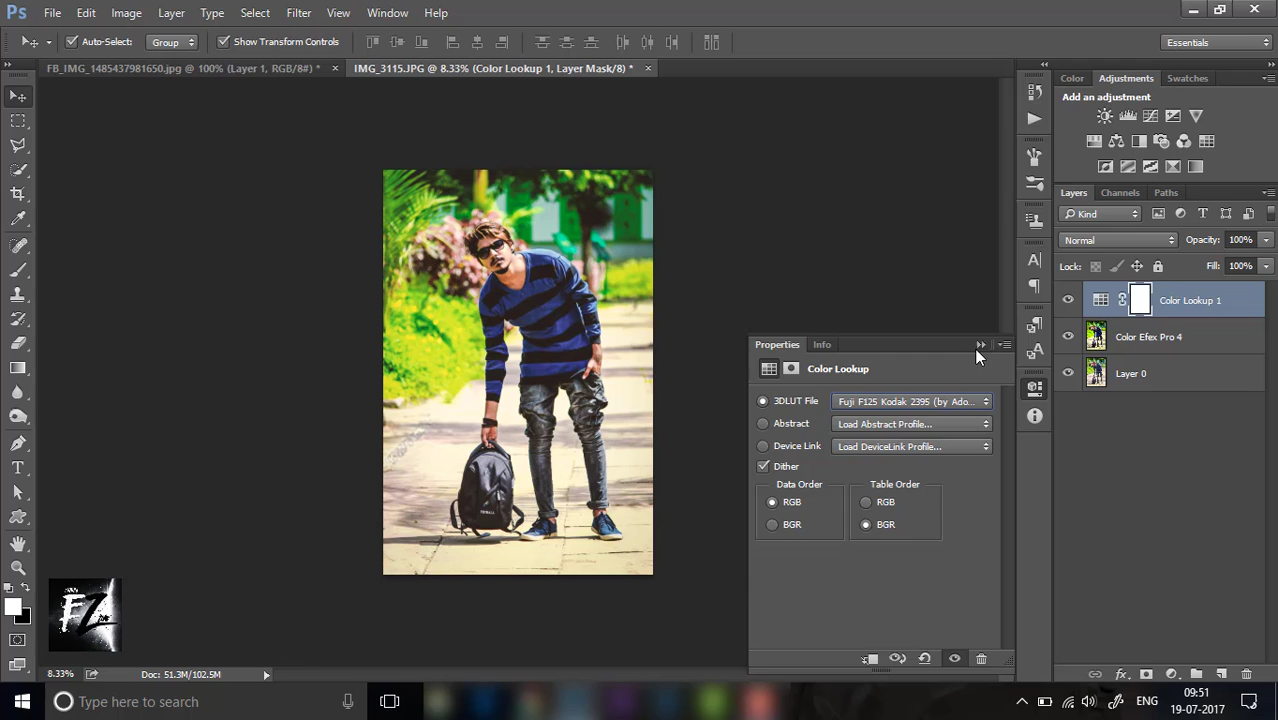 Ps File Edit Image Layer Type Select Filter 3D View Window Help
Auto-Select: Group Show Transform Controls Essentials
FB_IMG_1485437981650.jpg @ 100% (Layer 1, RGB/8#) * × IMG_3115.JPG @ 8.33% (Color Lookup 1, Layer Mask/8) * ×
Color Adjustments Swatches
Add an adjustment
Layers Channels Paths
Kind
Normal Opacity: 100%
Lock: Fill: 100%
Color Lookup 1
Color Efex Pro 4
Layer 0
Properties Info
Color Lookup
3DLUT File Fuji F125 Kodak 2395 (by Ado...
Abstract Load Abstract Profile...
Device Link Load DeviceLink Profile...
Dither
Data Order Table Order
RGB RGB
BGR BGR
FZ
8.33% Doc: 51.3M/102.5M
Type here to search
ENG 09:51
19-07-2017